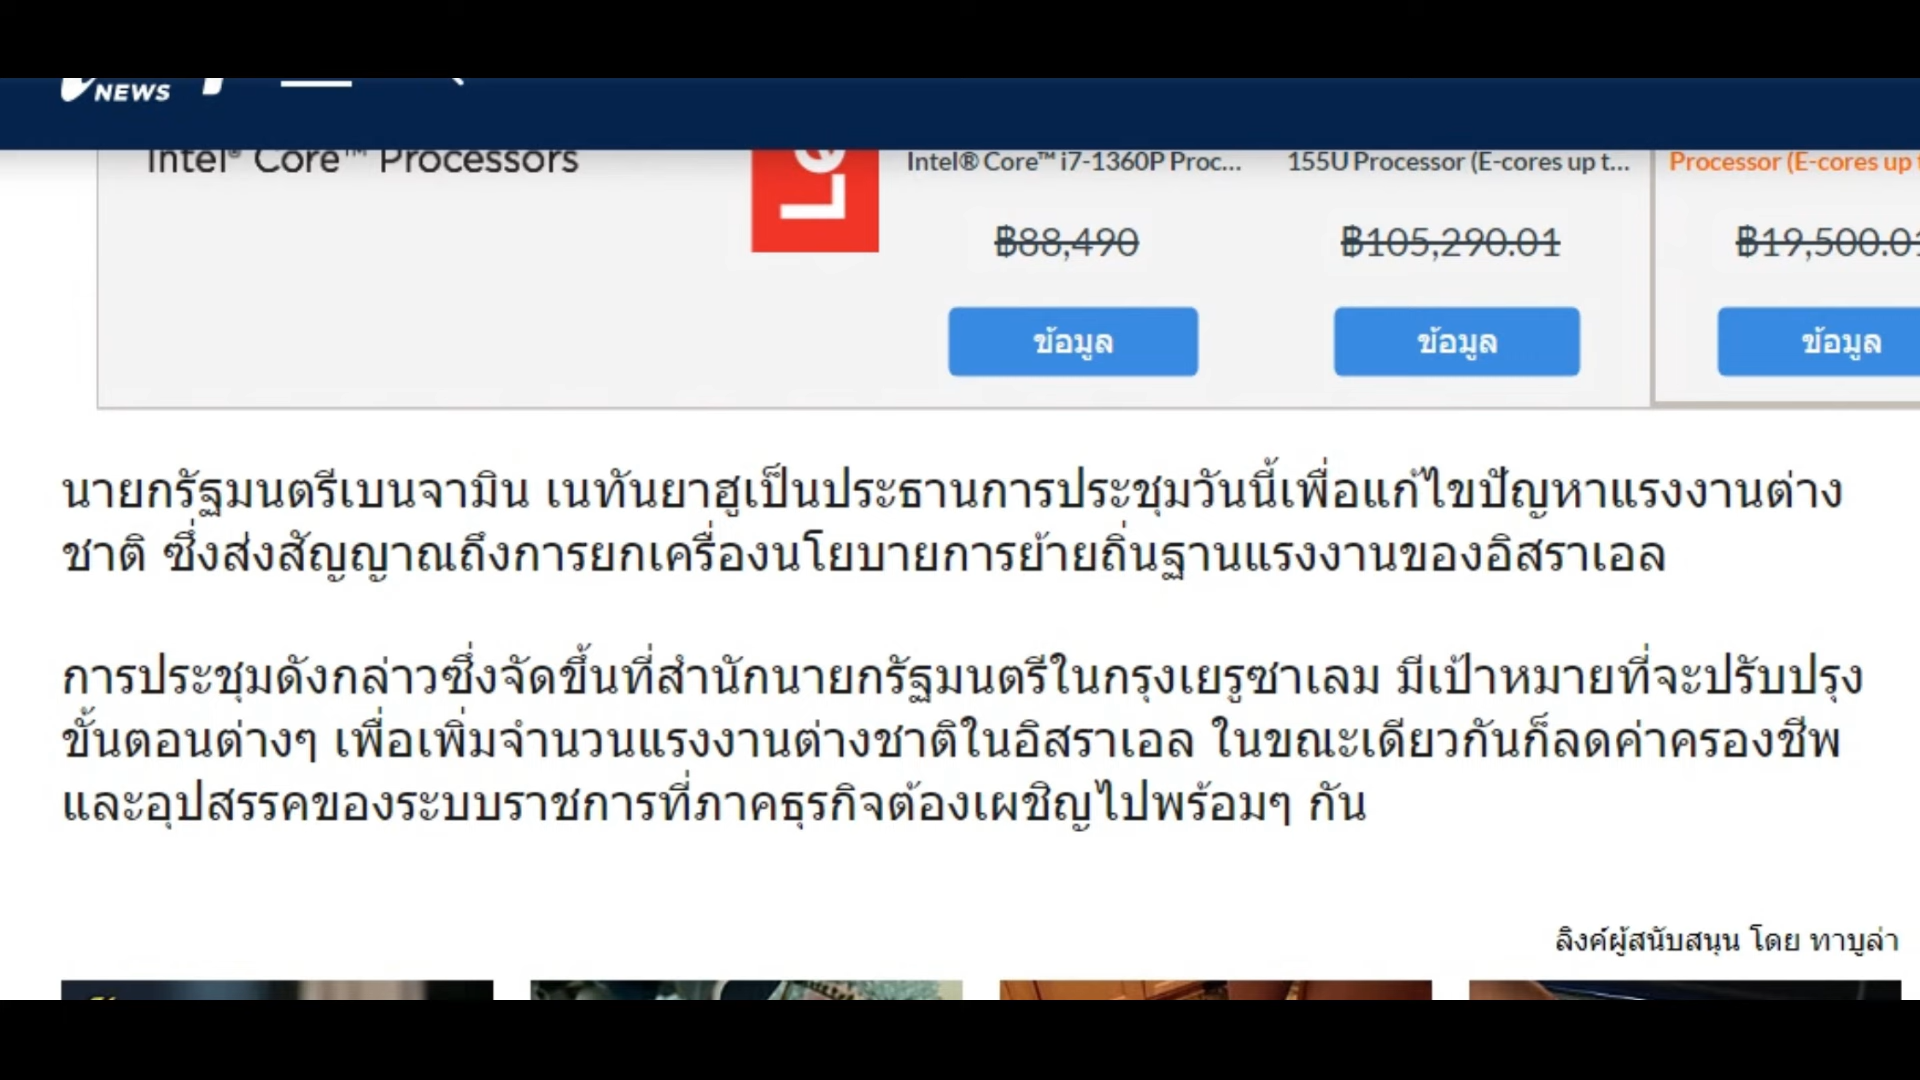 NEWS
Intel® Core™ Processors
Intel® Core™ i7-1360P Proc...
155U Processor (E-cores up t...
Processor (E-cores up
฿88,490
฿105,290.01
฿19,500.01
ข้อมูล
ข้อมูล
ข้อมูล
นายกรัฐมนตรีเบนจามิน เนทันยาฮูเป็นประธานการประชุมวันนี้เพื่อแก้ไขปัญหาแรงงานต่าง
ชาติ ซึ่งส่งสัญญาณถึงการยกเครื่องนโยบายการย้ายถิ่นฐานแรงงานของอิสราเอล
การประชุมดังกล่าวซึ่งจัดขึ้นที่สำนักนายกรัฐมนตรีในกรุงเยรูซาเลม มีเป้าหมายที่จะปรับปรุง
ขั้นตอนต่างๆ เพื่อเพิ่มจำนวนแรงงานต่างชาติในอิสราเอล ในขณะเดียวกันก็ลดค่าครองชีพ
และอุปสรรคของระบบราชการที่ภาคธุรกิจต้องเผชิญไปพร้อมๆ กัน
ลิงค์ผู้สนับสนุน โดย ทาบูล่า